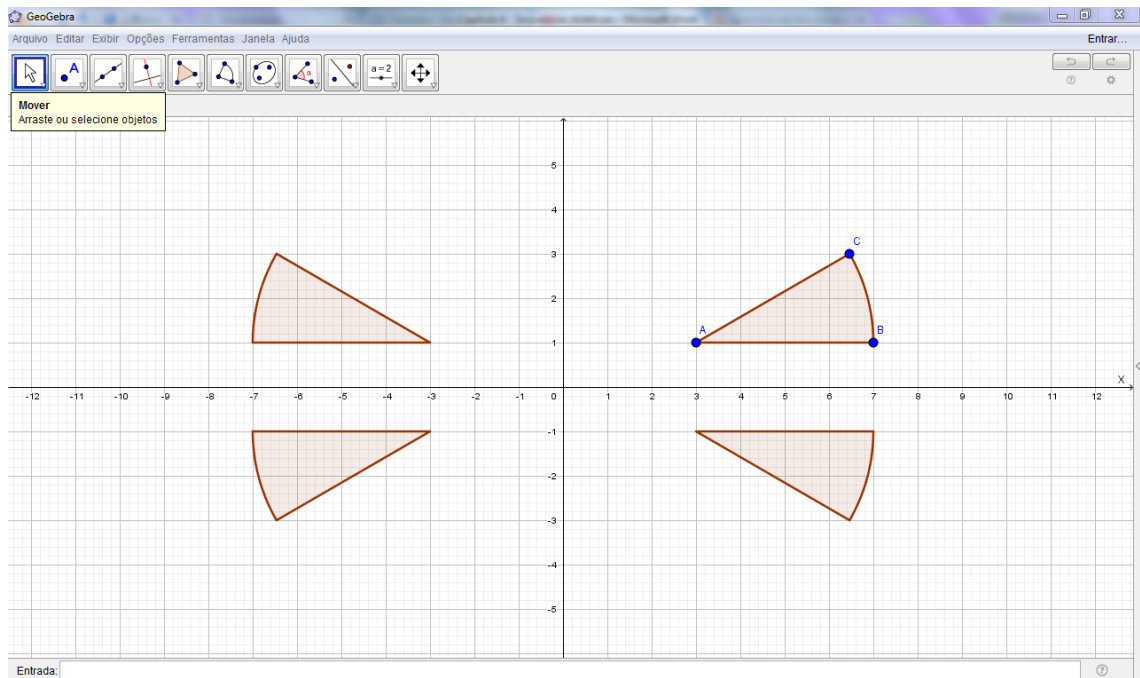 GeoGebra
Arquivo Editar Exibir Opções Ferramentas Janela Ajuda
Entrar...
A
α
a=2
Mover
Arraste ou selecione objetos
5
4
3
2
1
C
A
B
X
-12 -11 -10 -9 -8 -7 -6 -5 -4 -3 -2 -1 0 1 2 3 4 5 6 7 8 9 10 11 12
-1
-2
-3
-4
-5
Entrada: